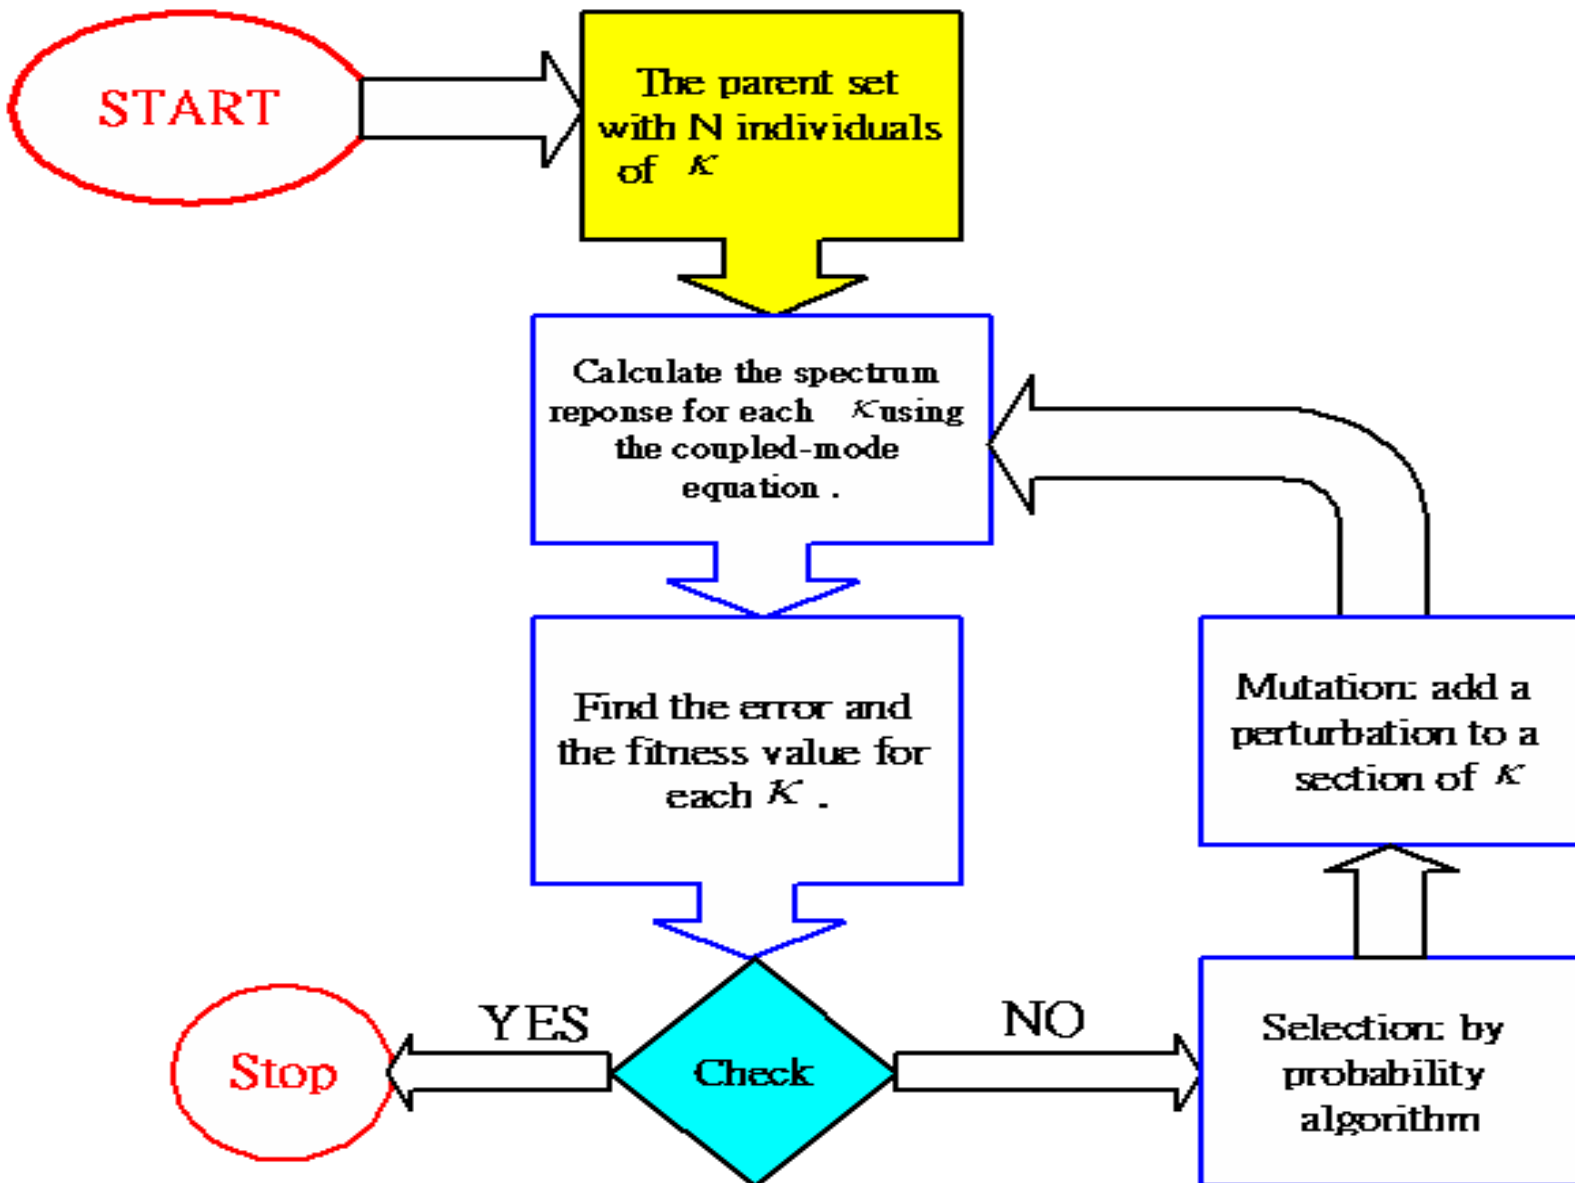 START
The parent set
with N individuals
of κ
Calculate the spectrum
reponse for each κ using
the coupled-mode
equation .
Find the error and
the fitness value for
each κ .
Mutation: add a
perturbation to a
section of κ
YES
NO
Stop
Check
Selection: by
probability
algorithm